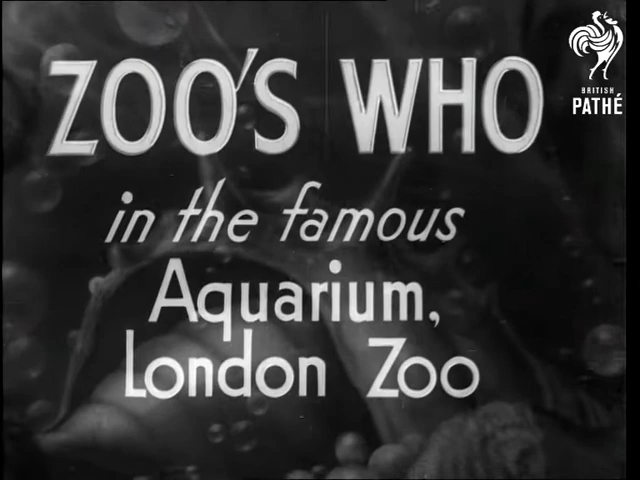 ZOO'S WHO
in the famous
Aquarium,
London Zoo
BRITISH
PATHÉ